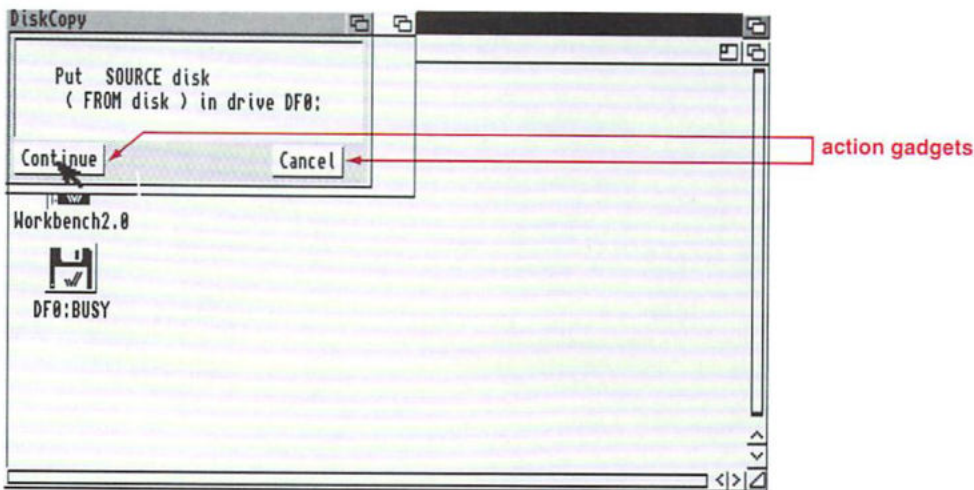 DiskCopy
Put SOURCE disk
( FROM disk ) in drive DF0:
Continue
Cancel
action gadgets
Workbench2.0
DF0:BUSY